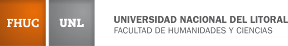 FHUC UNL
UNIVERSIDAD NACIONAL DEL LITORAL
FACULTAD DE HUMANIDADES Y CIENCIAS